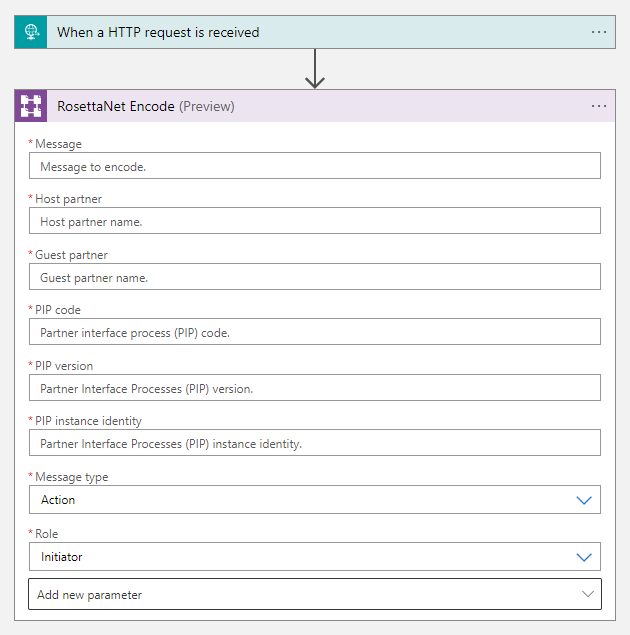 When a HTTP request is received
RosettaNet Encode (Preview)
* Message
Message to encode.
* Host partner
Host partner name.
* Guest partner
Guest partner name.
* PIP code
Partner interface process (PIP) code.
* PIP version
Partner Interface Processes (PIP) version.
* PIP instance identity
Partner Interface Processes (PIP) instance identity.
* Message type
Action
* Role
Initiator
Add new parameter